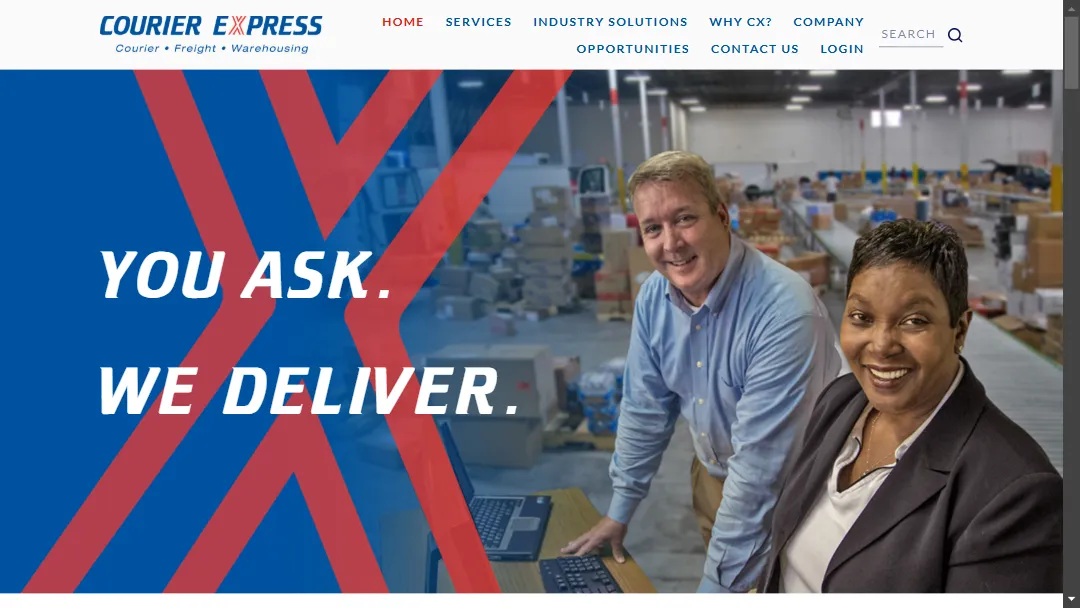 COURIER EXPRESS
Courier • Freight • Warehousing
HOME SERVICES INDUSTRY SOLUTIONS WHY CX? COMPANY
OPPORTUNITIES CONTACT US LOGIN
SEARCH
YOU ASK.
WE DELIVER.